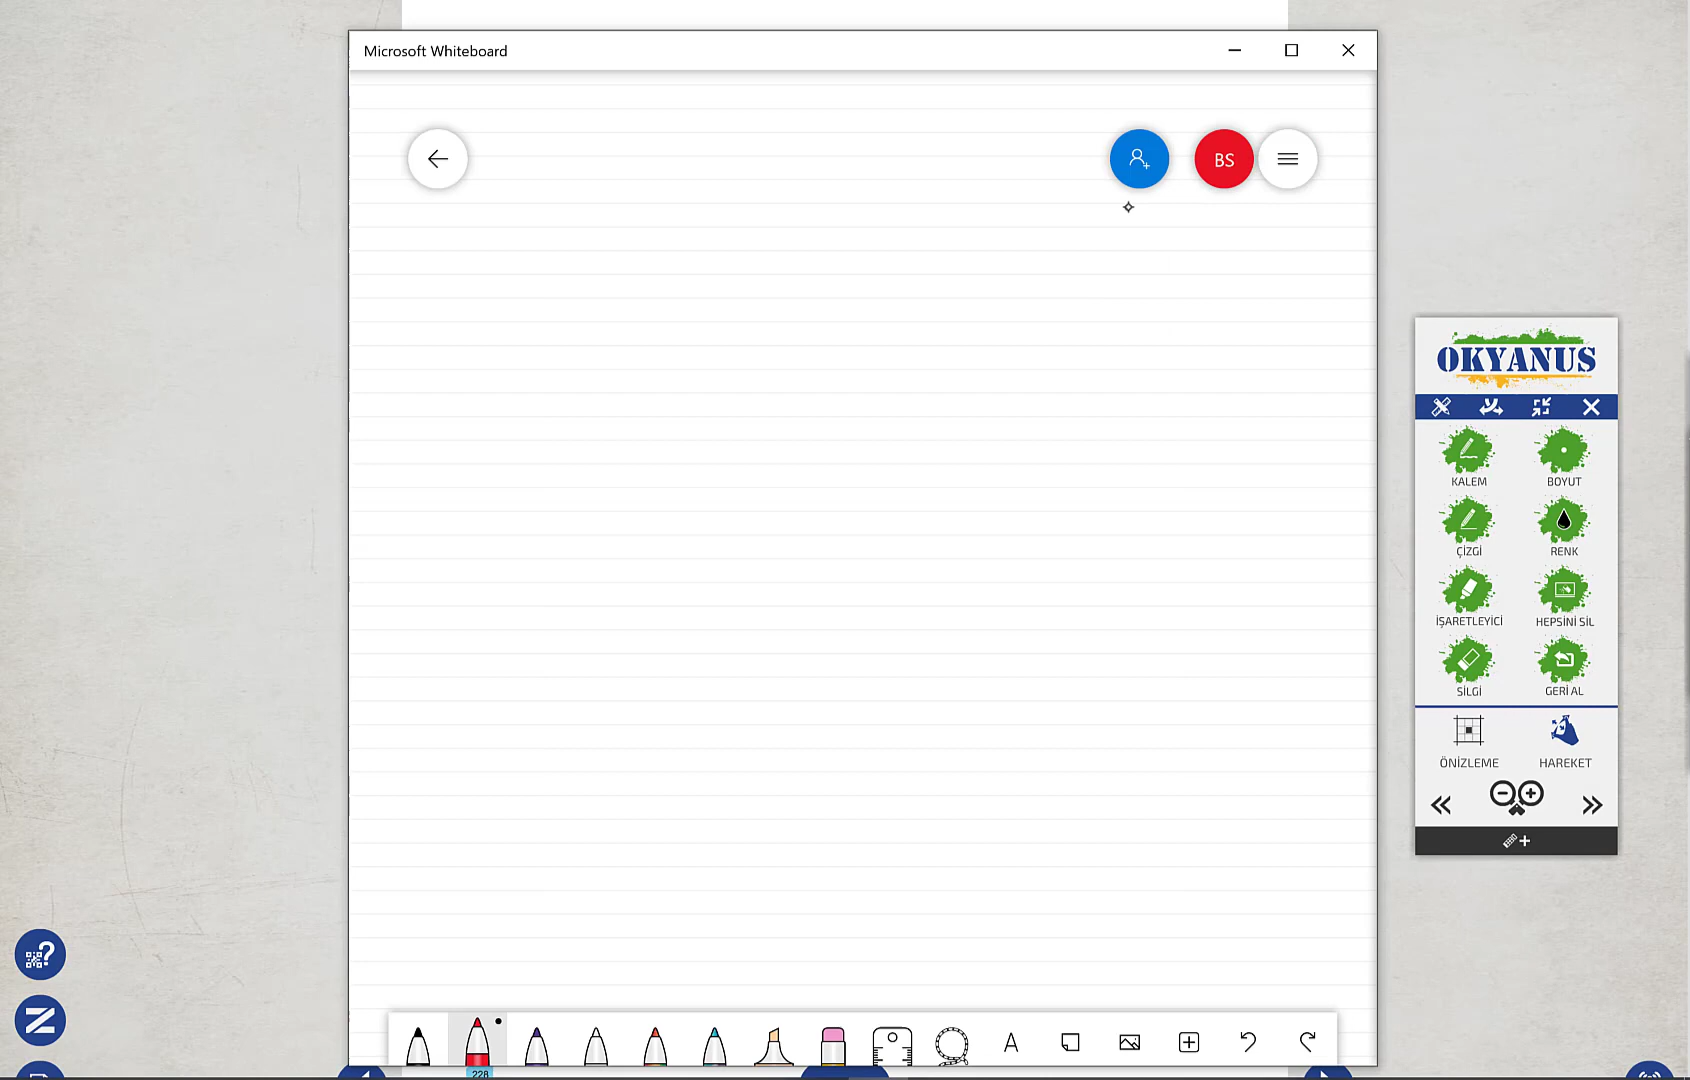 Microsoft Whiteboard
BS
OKYANUS
KALEM
BOYUT
ÇİZGİ
RENK
İŞARETLEYİCİ
HEPSİNİ SİL
SİLGİ
GERİ AL
ÖNİZLEME
HAREKET
228